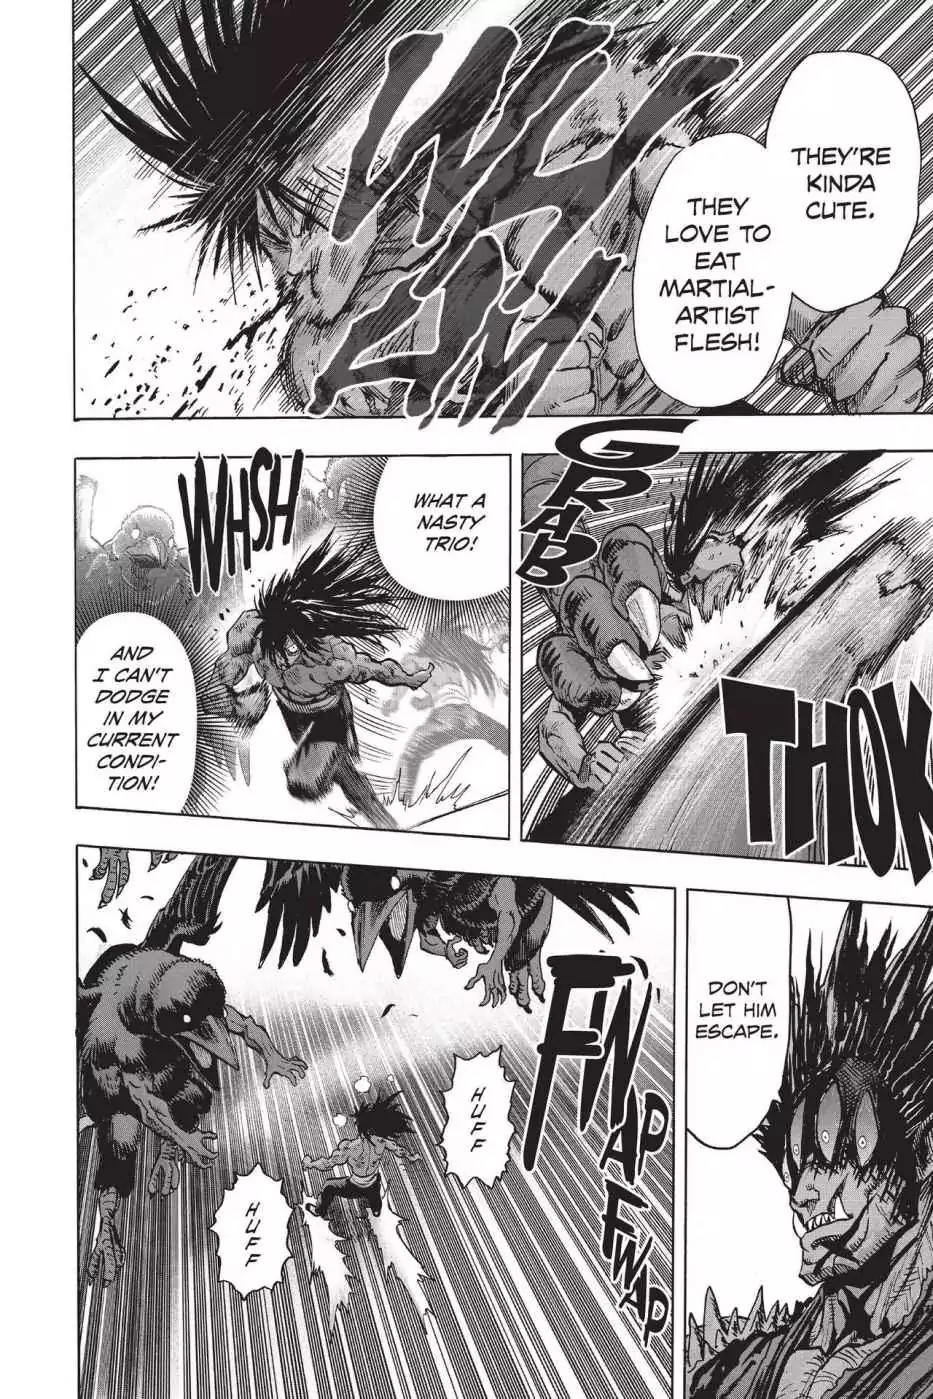 THEY'RE
KINDA
CUTE.
THEY
LOVE TO
EAT
MARTIAL-
ARTIST
FLESH!
WHAM
GRAB
THOK
WHAT A
NASTY
TRIO!
WHSH
AND
I CAN'T
DODGE
IN MY
CURRENT
CONDI-
TION!
DON'T
LET HIM
ESCAPE.
FWAP
FWAP
HUFF
HUFF